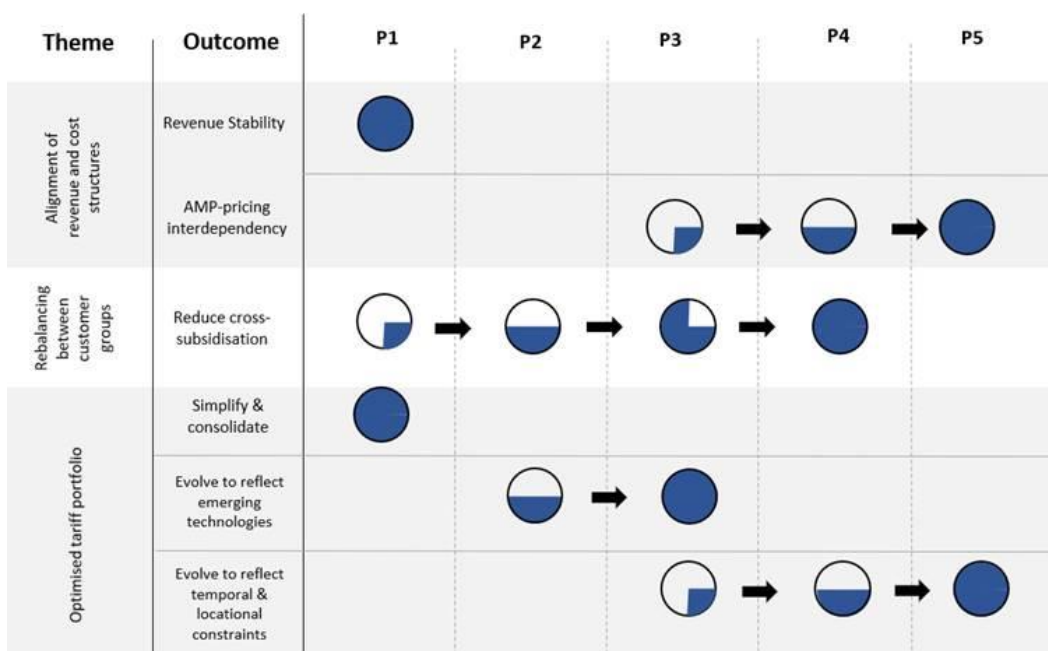 Theme
Outcome
P1
P2
P3
P4
P5
Alignment of
revenue and cost
structures
Revenue Stability
AMP-pricing
interdependency
Rebalancing
between
customer
groups
Reduce cross-
subsidisation
Optimised tariff portfolio
Simplify &
consolidate
Evolve to reflect
emerging
technologies
Evolve to reflect
temporal &
locational
constraints